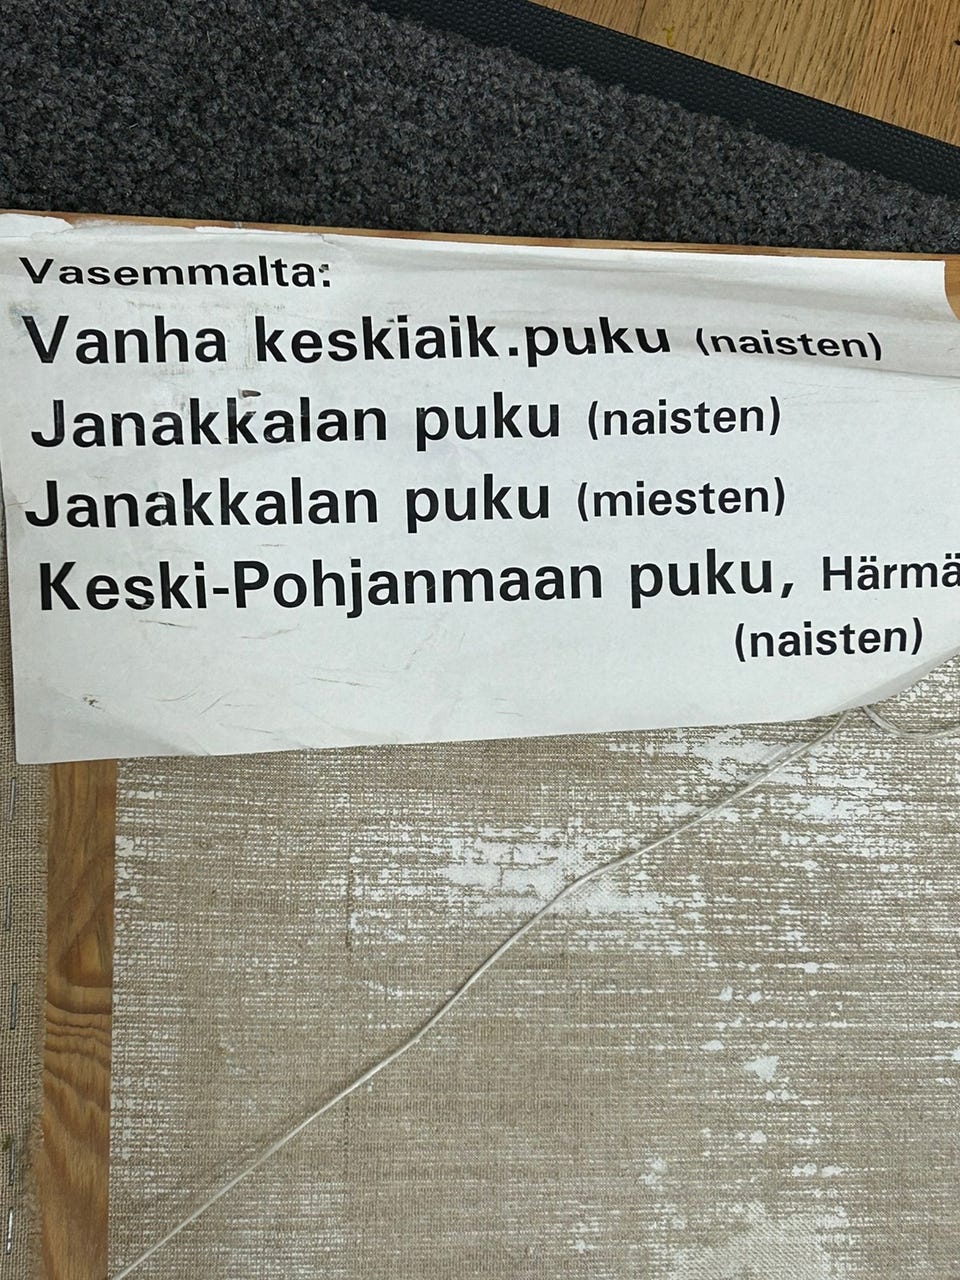 Vasemmalta:
Vanha keskiaik.puku (naisten)
Janakkalan puku (naisten)
Janakkalan puku (miesten)
Keski-Pohjanmaan puku, Härmä
(naisten)